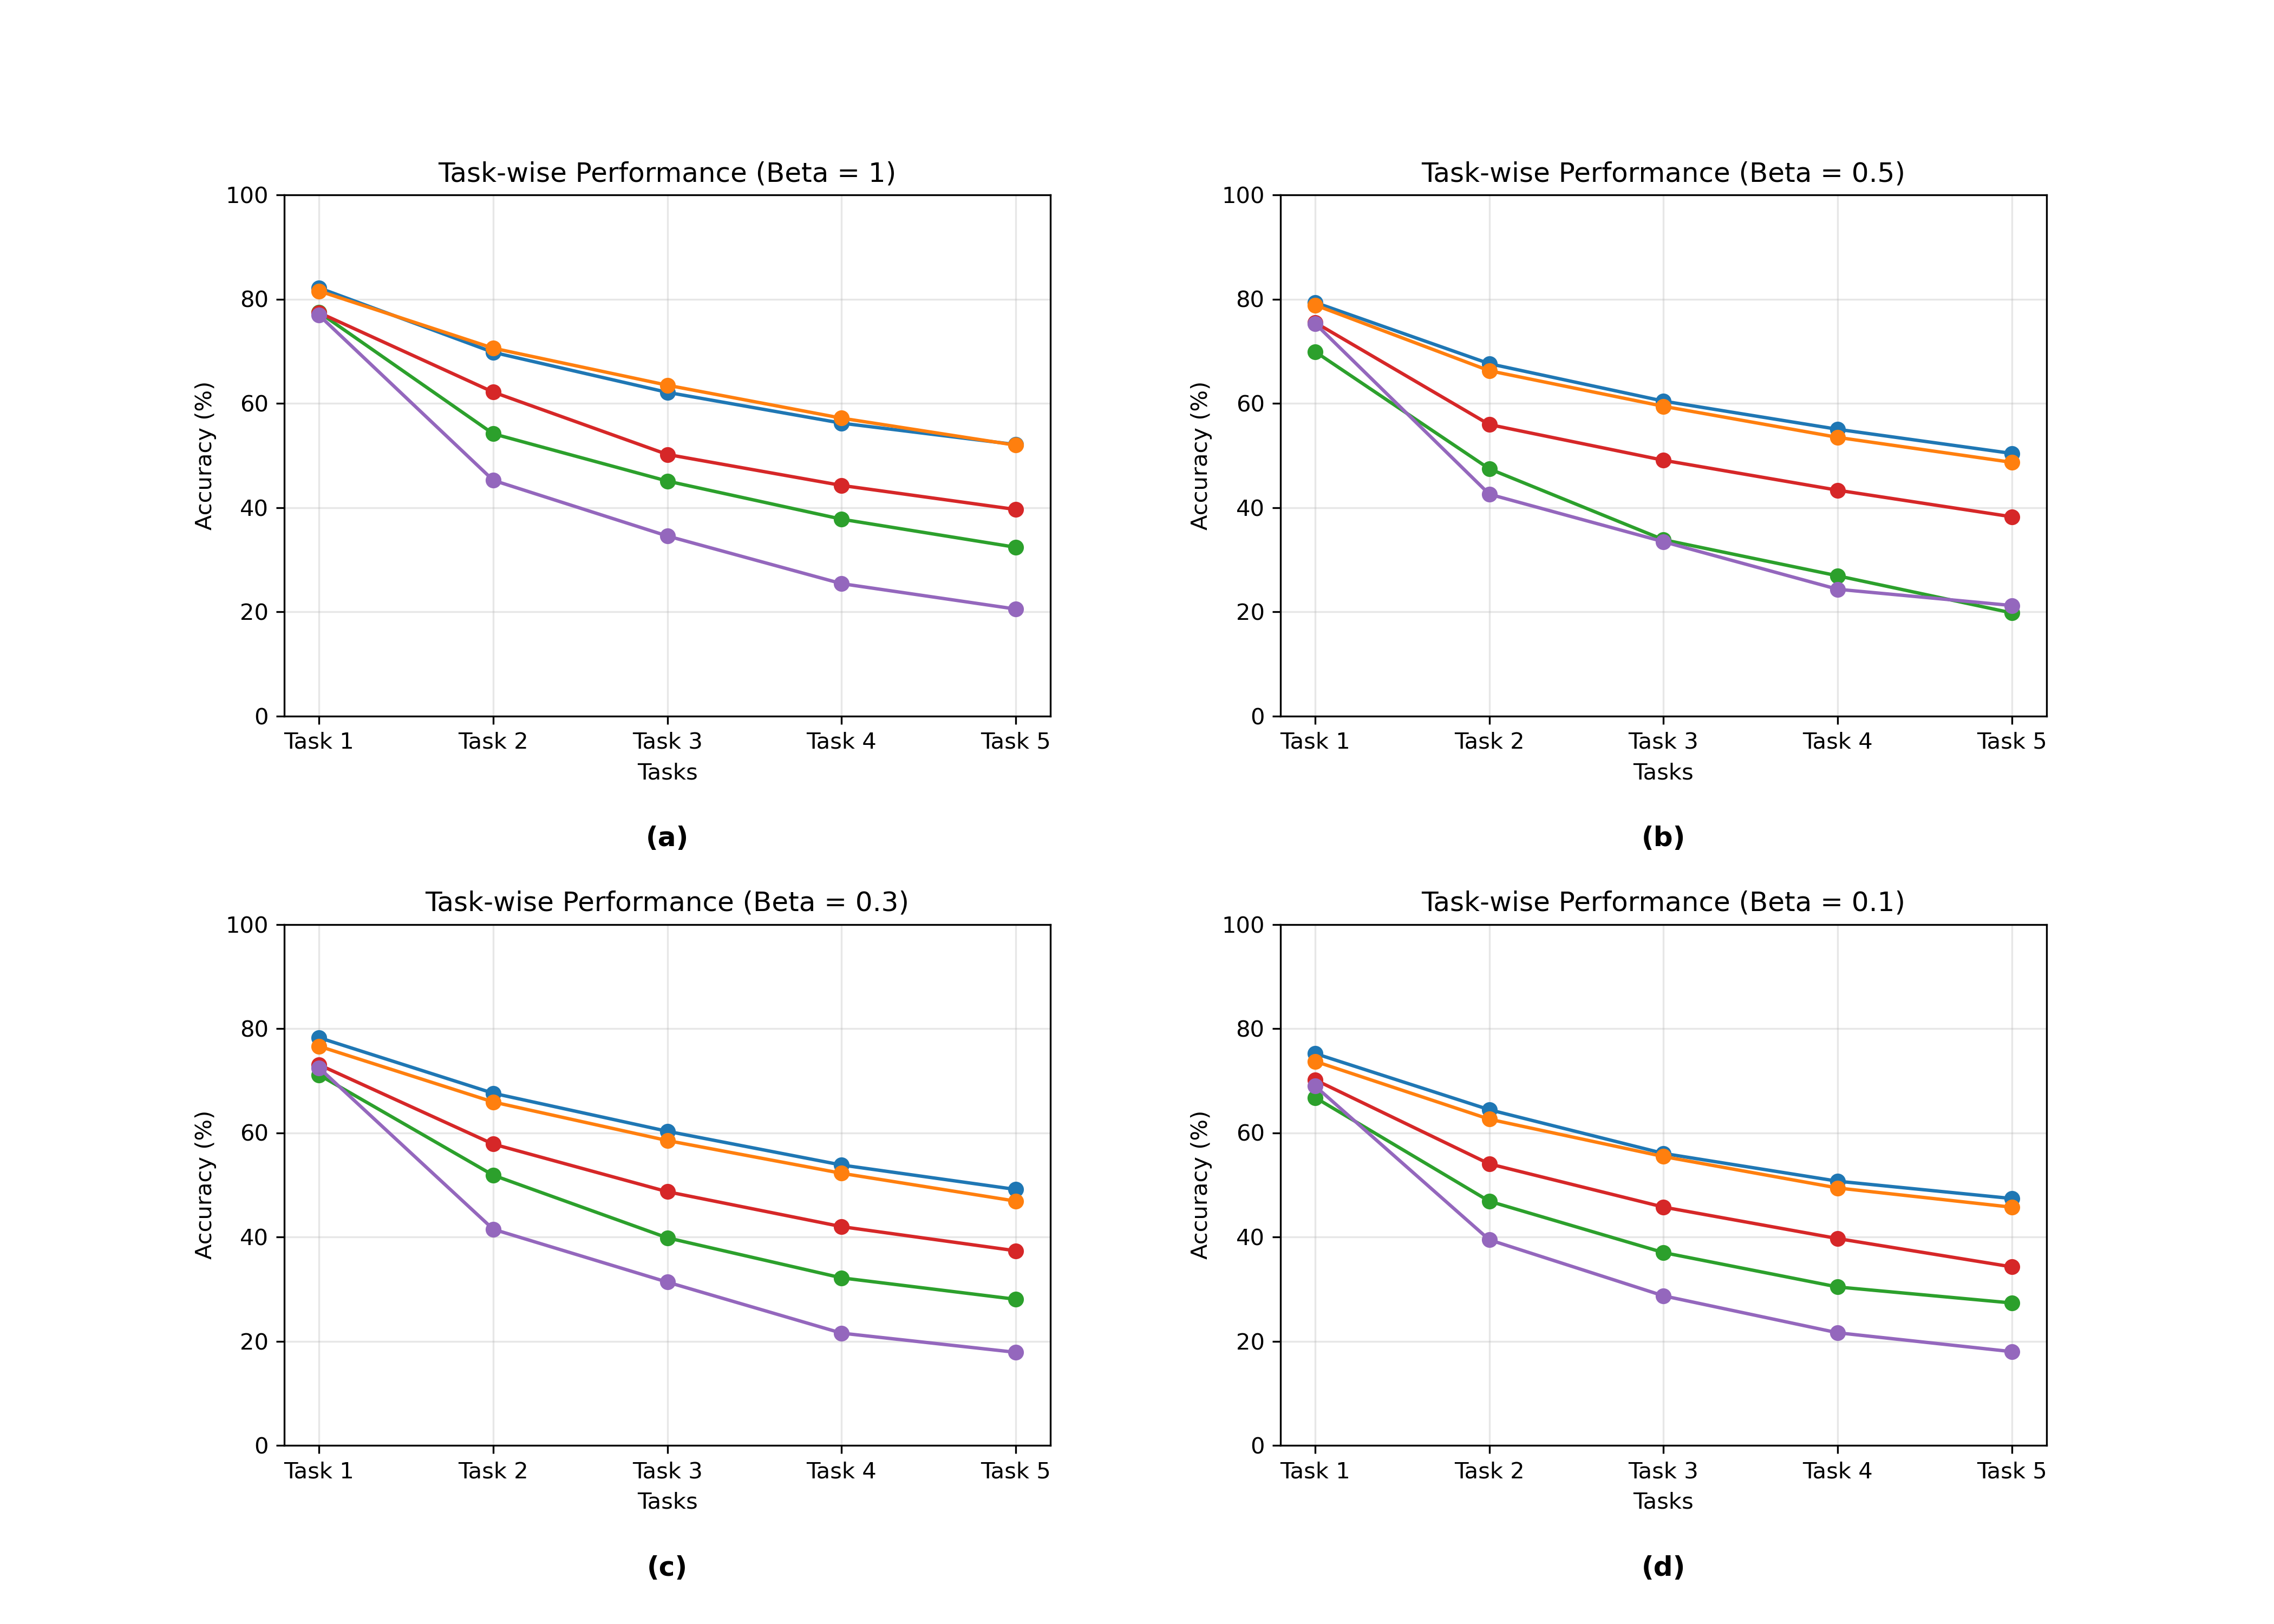 Task-wise Performance (Beta = 1)
100
80
60
40
20
0
Accuracy (%)
Task 1 Task 2 Task 3 Task 4 Task 5
Tasks
(a)
Task-wise Performance (Beta = 0.5)
100
80
60
40
20
0
Accuracy (%)
Task 1 Task 2 Task 3 Task 4 Task 5
Tasks
(b)
Task-wise Performance (Beta = 0.3)
100
80
60
40
20
0
Accuracy (%)
Task 1 Task 2 Task 3 Task 4 Task 5
Tasks
(c)
Task-wise Performance (Beta = 0.1)
100
80
60
40
20
0
Accuracy (%)
Task 1 Task 2 Task 3 Task 4 Task 5
Tasks
(d)